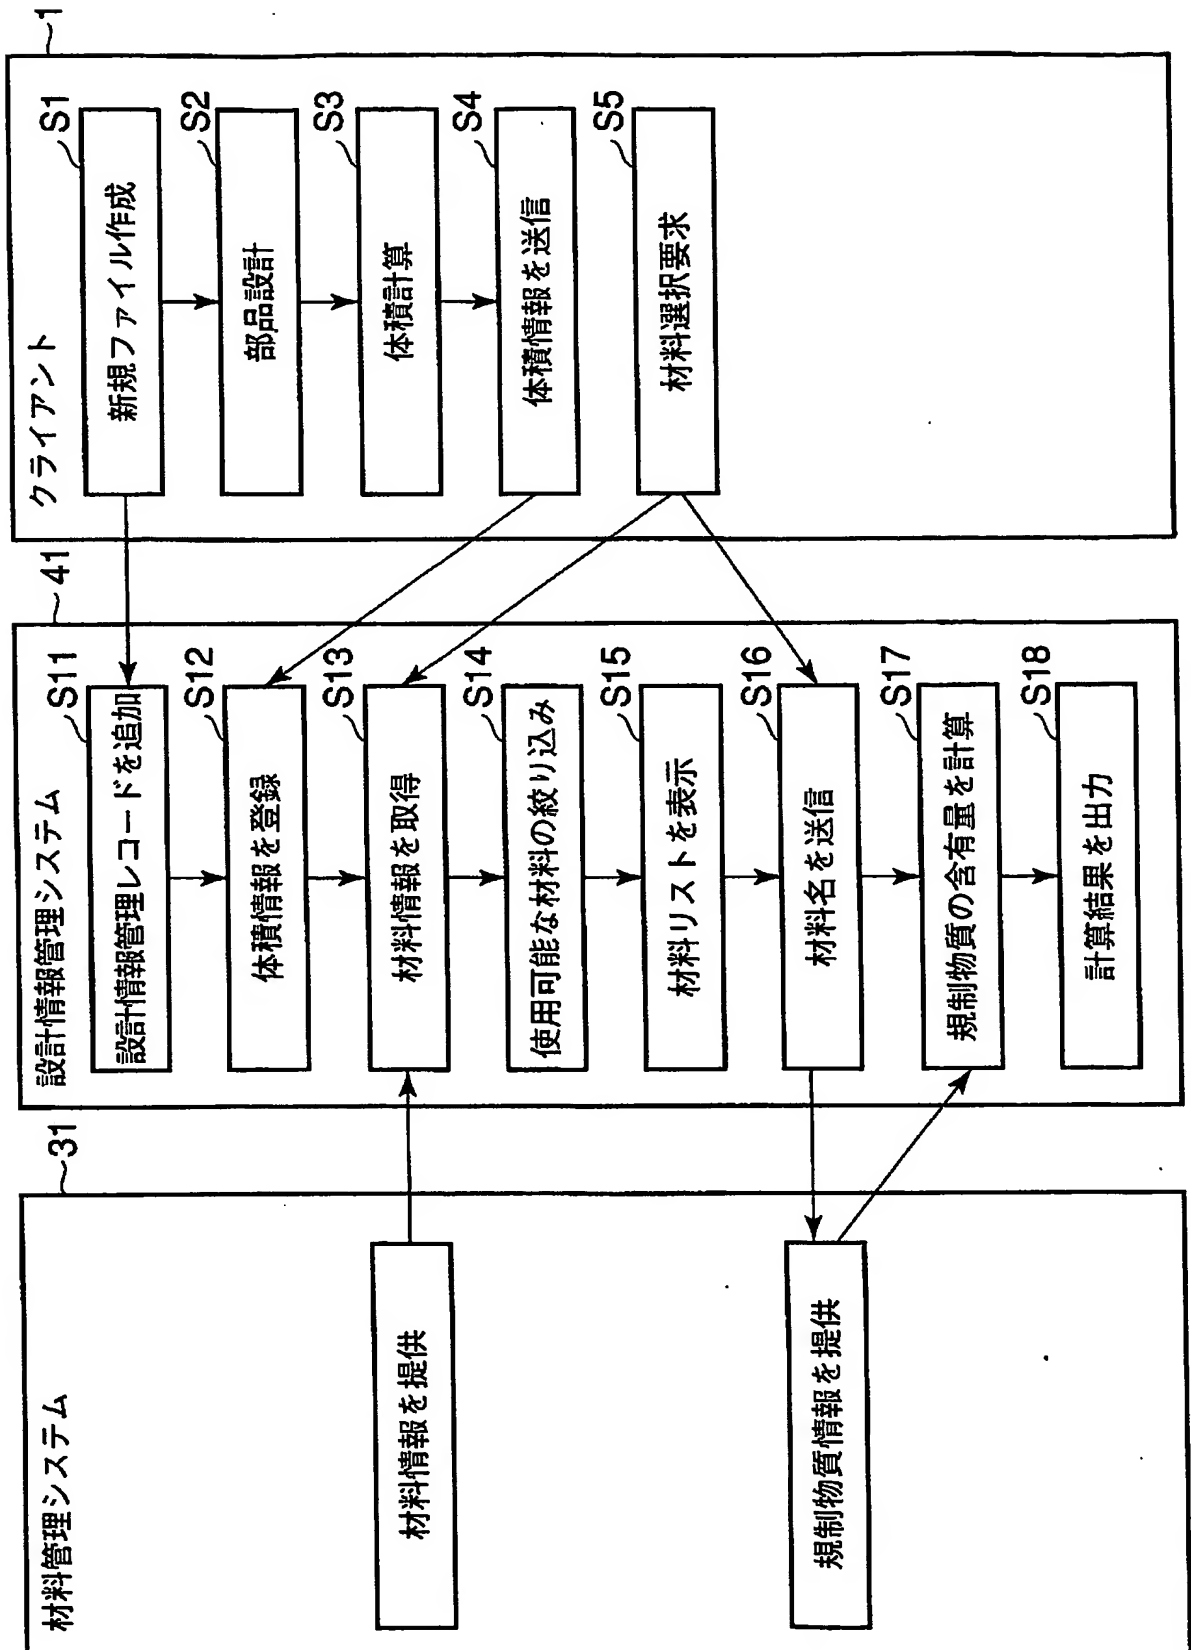 材料管理システム
31
材料情報を提供
規制物質情報を提供
設計情報管理システム
41
S11
設計情報管理レコードを追加
S12
体積情報を登録
S13
材料情報を取得
S14
使用可能な材料の絞り込み
S15
材料リストを表示
S16
材料名を送信
S17
規制物質の含有量を計算
S18
計算結果を出力
クライアント
1
S1
新規ファイル作成
S2
部品設計
S3
体積計算
S4
体積情報を送信
S5
材料選択要求